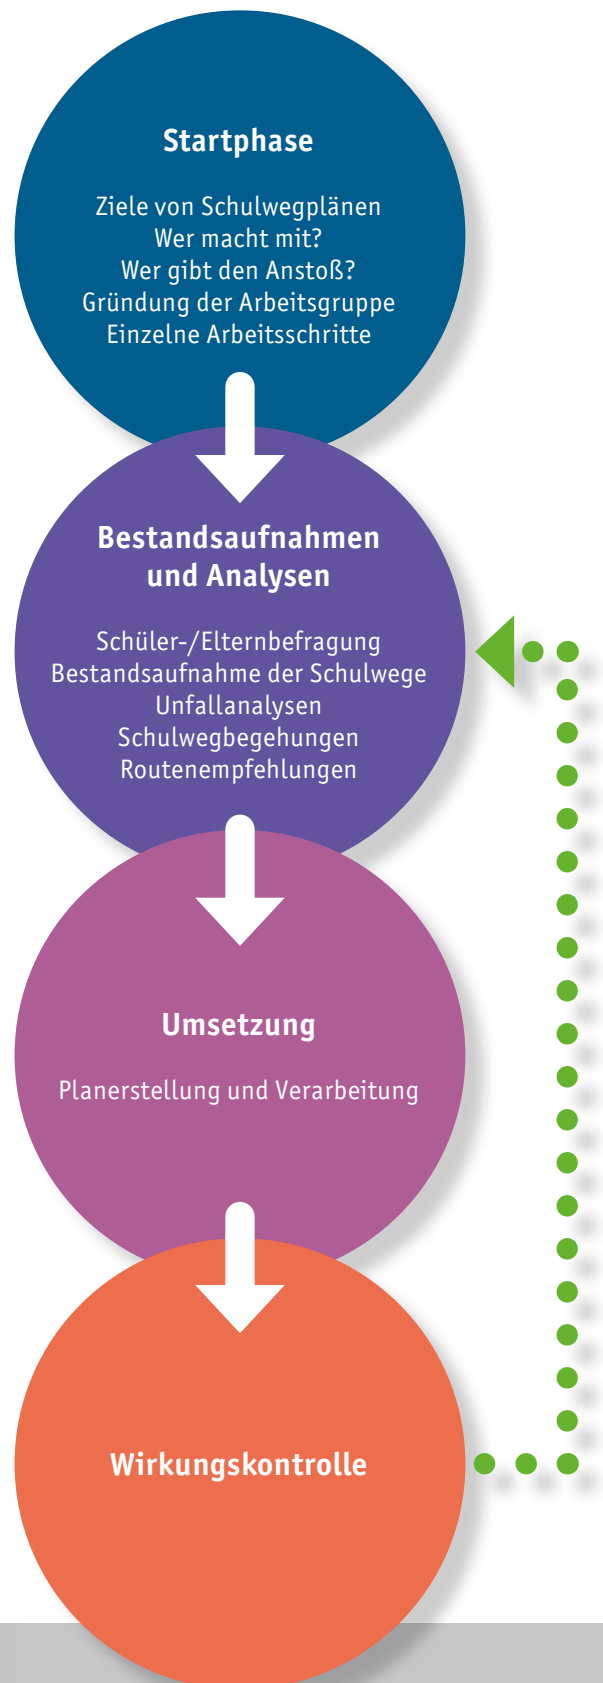 Startphase
Ziele von Schulwegplänen
Wer macht mit?
Wer gibt den Anstoß?
Gründung der Arbeitsgruppe
Einzelne Arbeitsschritte
Bestandsaufnahmen
und Analysen
Schüler-/Elternbefragung
Bestandsaufnahme der Schulwege
Unfallanalysen
Schulwegbegehungen
Routenempfehlungen
Umsetzung
Planerstellung und Verarbeitung
Wirkungskontrolle